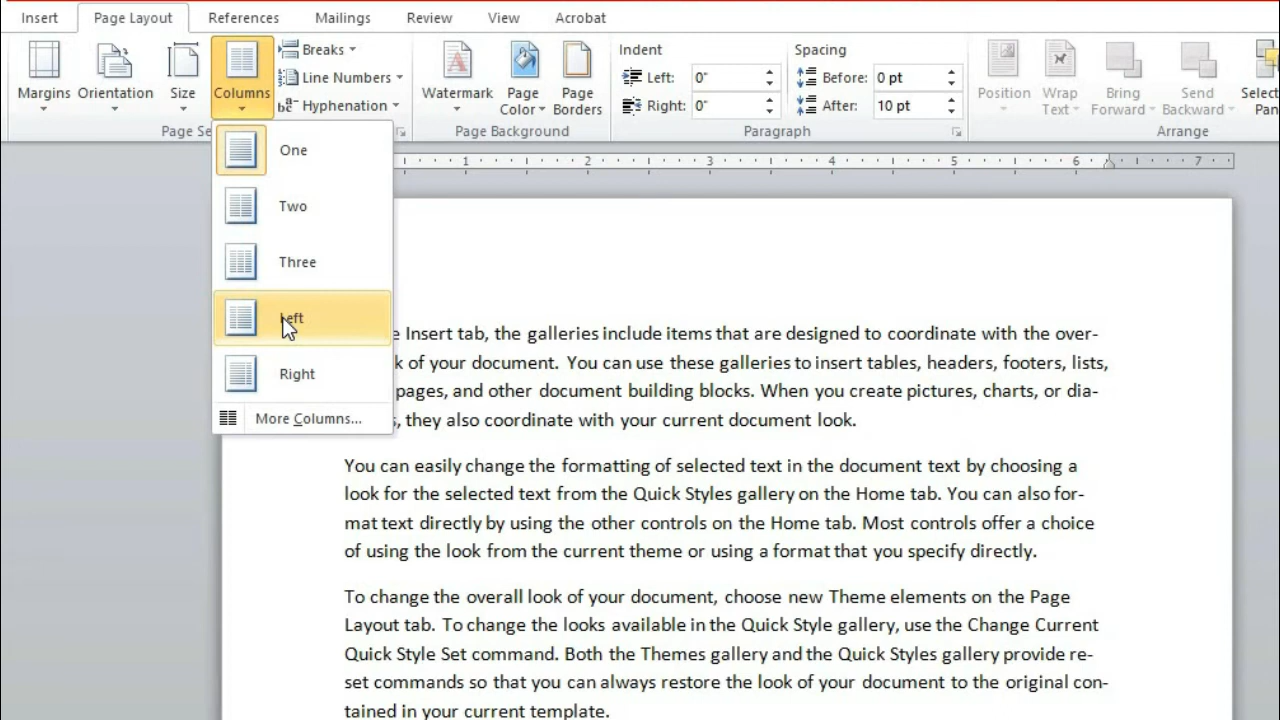 Insert Page Layout References Mailings Review View Acrobat
Margins Orientation Size Columns Breaks Line Numbers Hyphenation
Watermark Page Color Page Borders
Indent Left: 0" Right: 0"
Spacing Before: 0 pt After: 10 pt
Position Wrap Text Bring Forward Send Backward
Page Background Paragraph Arrange
1 2 3 4 5 6 7
One
Two
Three
Left
Right
More Columns...
Insert tab, the galleries include items that are designed to coordinate with the over-
of your document. You can use these galleries to insert tables, headers, footers, lists,
pages, and other document building blocks. When you create pictures, charts, or dia-
, they also coordinate with your current document look.
You can easily change the formatting of selected text in the document text by choosing a
look for the selected text from the Quick Styles gallery on the Home tab. You can also for-
mat text directly by using the other controls on the Home tab. Most controls offer a choice
of using the look from the current theme or using a format that you specify directly.
To change the overall look of your document, choose new Theme elements on the Page
Layout tab. To change the looks available in the Quick Style gallery, use the Change Current
Quick Style Set command. Both the Themes gallery and the Quick Styles gallery provide re-
set commands so that you can always restore the look of your document to the original con-
tained in your current template.